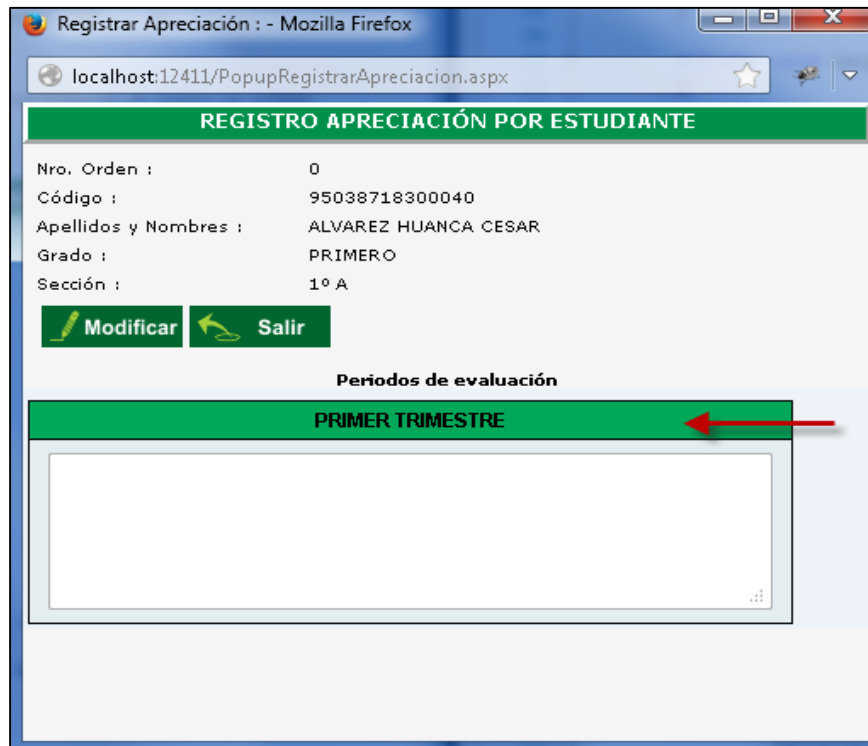 Registrar Apreciación : - Mozilla Firefox
localhost:12411/PopupRegistrarApreciacion.aspx
REGISTRO APRECIACIÓN POR ESTUDIANTE
Nro. Orden : 0
Código : 95038718300040
Apellidos y Nombres : ALVAREZ HUANCA CESAR
Grado : PRIMERO
Sección : 1º A
Modificar Salir
Periodos de evaluación
PRIMER TRIMESTRE